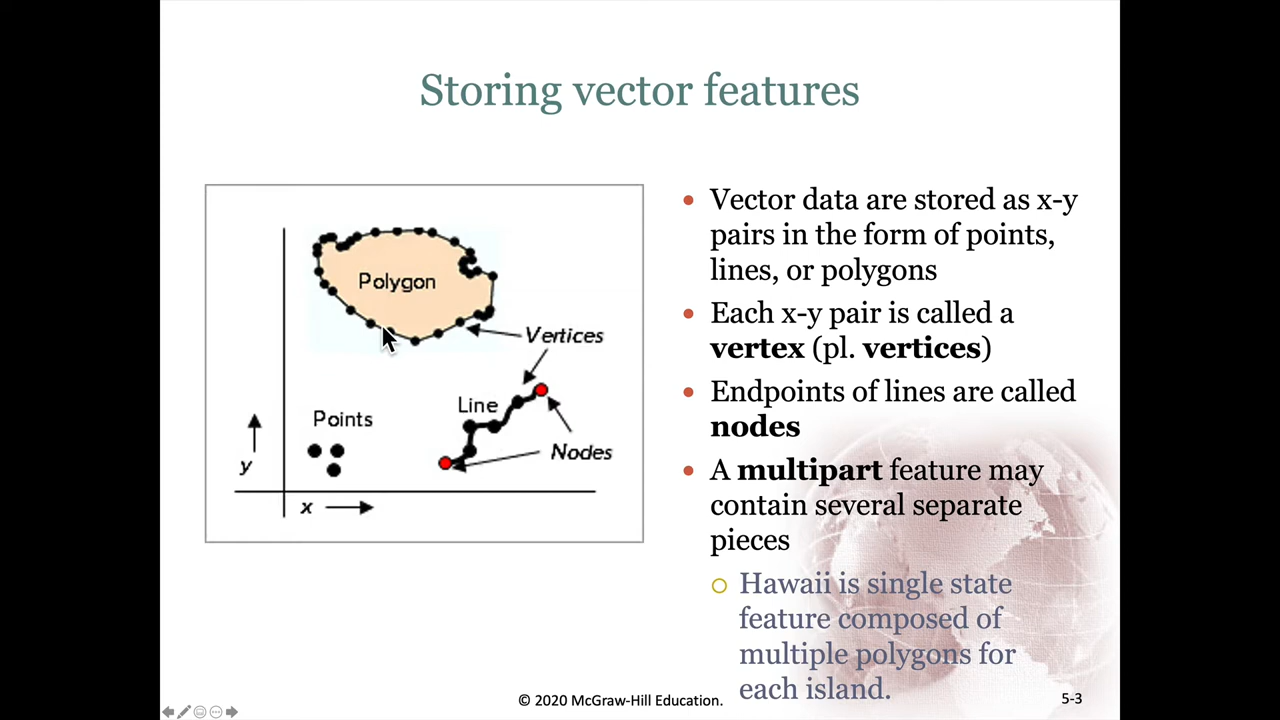 Storing vector features
Polygon
Vertices
Line
Points
Nodes
y
x
• Vector data are stored as x-y
pairs in the form of points,
lines, or polygons
• Each x-y pair is called a
vertex (pl. vertices)
• Endpoints of lines are called
nodes
• A multipart feature may
contain several separate
pieces
○ Hawaii is single state
feature composed of
multiple polygons for
each island.
© 2020 McGraw-Hill Education.
5-3